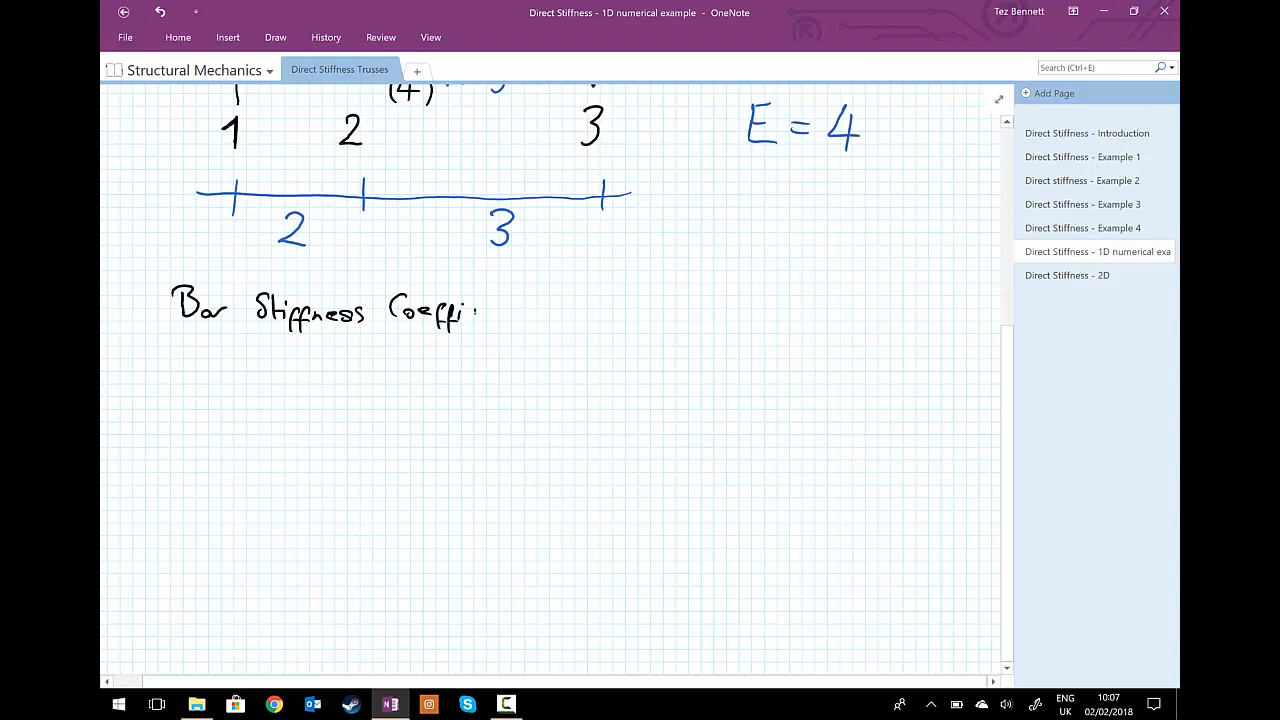 Direct Stiffness - 1D numerical example - OneNote
Tez Bennett
File Home Insert Draw History Review View
Structural Mechanics
Direct Stiffness Trusses
+
Search (Ctrl+E)
Add Page
(4)
1 2 3
E = 4
2 3
Bar Stiffness Coeffi
Direct Stiffness - Introduction
Direct Stiffness - Example 1
Direct stiffness - Example 2
Direct Stiffness - Example 3
Direct Stiffness - Example 4
Direct Stiffness - 1D numerical exa
Direct Stiffness - 2D
ENG
UK
10:07
02/02/2018